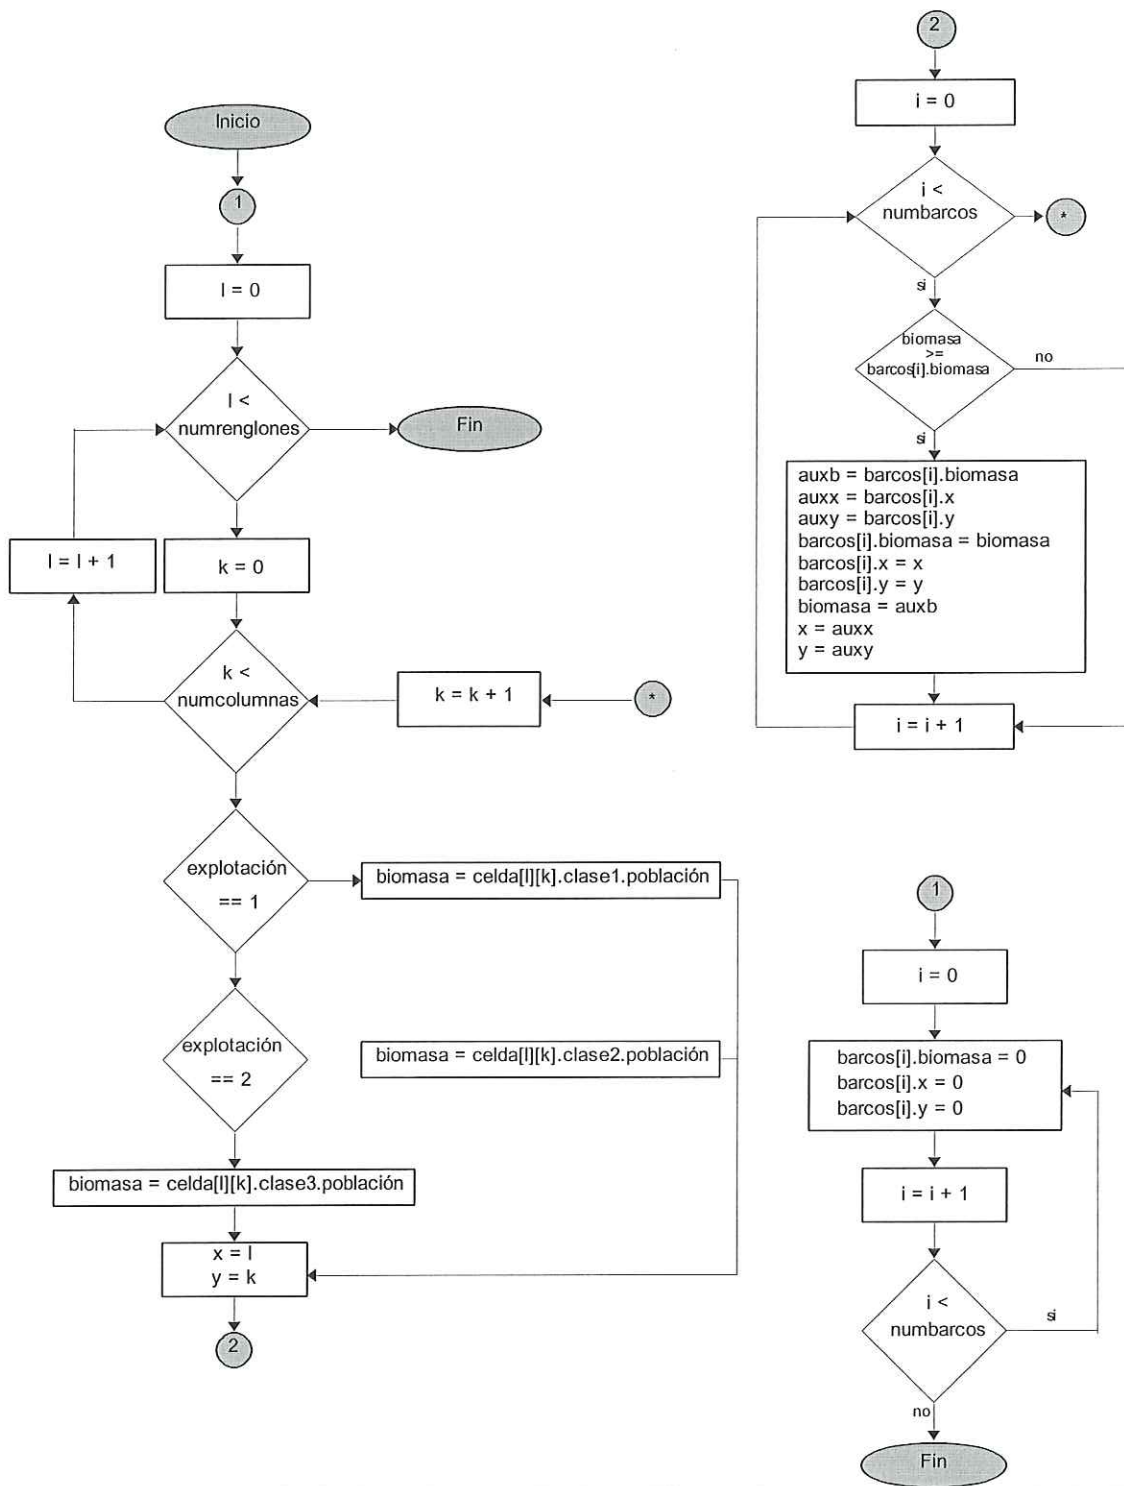 Inicio
1
l = 0
l <
numrenglones
Fin
l = l + 1
k = 0
k <
numcolumnas
k = k + 1
*
explotación
== 1
biomasa = celda[l][k].clase1.población
explotación
== 2
biomasa = celda[l][k].clase2.población
biomasa = celda[l][k].clase3.población
x = l
y = k
2
2
i = 0
i <
numbarcos
*
si
biomasa
>=
barcos[i].biomasa
no
si
auxb = barcos[i].biomasa
auxx = barcos[i].x
auxy = barcos[i].y
barcos[i].biomasa = biomasa
barcos[i].x = x
barcos[i].y = y
biomasa = auxb
x = auxx
y = auxy
i = i + 1
1
i = 0
barcos[i].biomasa = 0
barcos[i].x = 0
barcos[i].y = 0
i = i + 1
i <
numbarcos
si
no
Fin